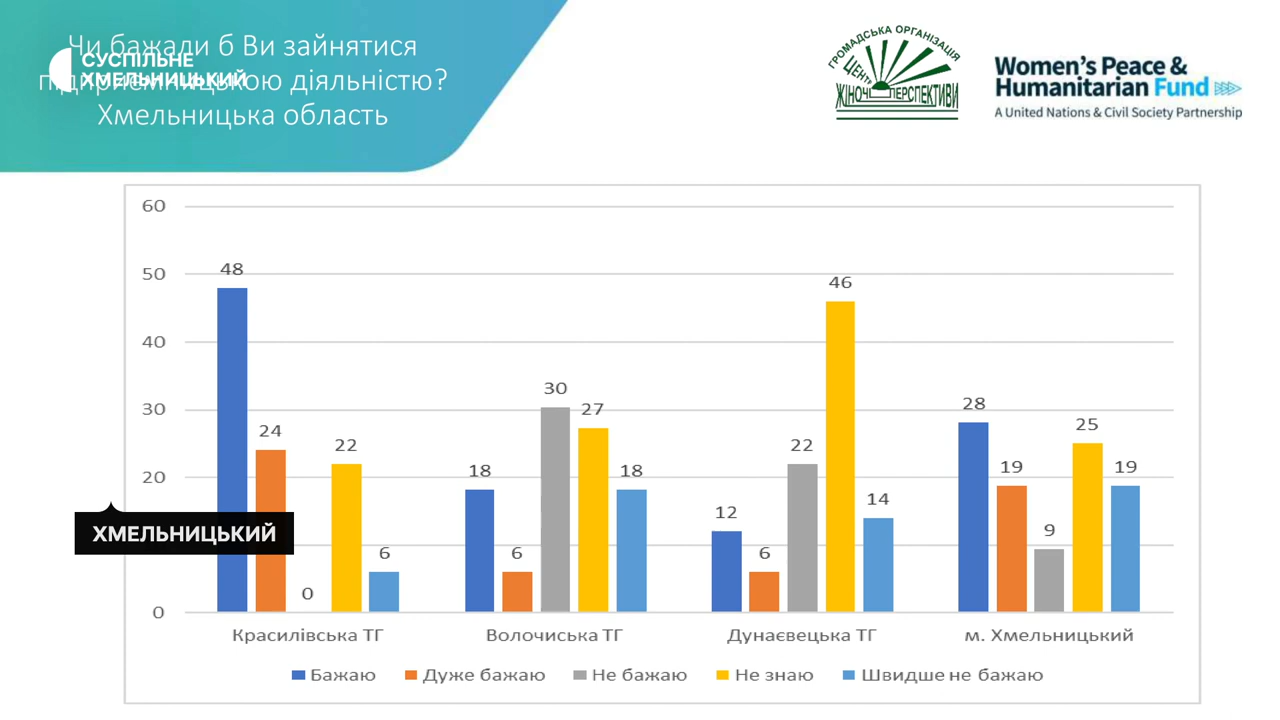 Чи бажади б Ви зайнятися
підприємницькою діяльністю?
Хмельницька область
СУСПІЛЬНЕ
ХМЕЛЬНИЦЬКИЙ
ГРОМАДСЬКА ОРГАНІЗАЦІЯ
ЦЕНТР
ЖІНОЧІ ПЕРСПЕКТИВИ
Women's Peace &
Humanitarian Fund
A United Nations & Civil Society Partnership
60
50
40
30
20
0
48
24
0
22
6
18
6
30
27
18
12
6
22
46
14
28
19
9
25
19
ХМЕЛЬНИЦЬКИЙ
Красилівська ТГ
Волочиська ТГ
Дунаєвецька ТГ
м. Хмельницький
Бажаю
Дуже бажаю
Не бажаю
Не знаю
Швидше не бажаю